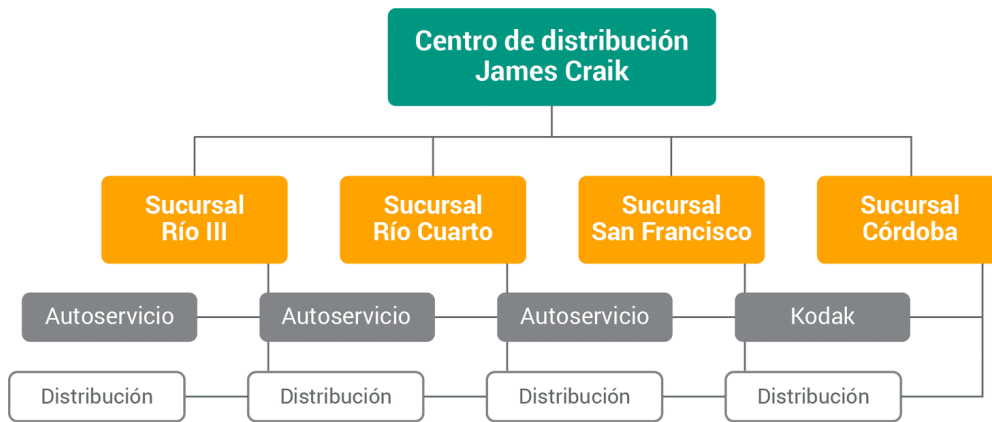 Centro de distribución
James Craik
Sucursal
Río III
Sucursal
Río Cuarto
Sucursal
San Francisco
Sucursal
Córdoba
Autoservicio
Autoservicio
Autoservicio
Kodak
Distribución
Distribución
Distribución
Distribución